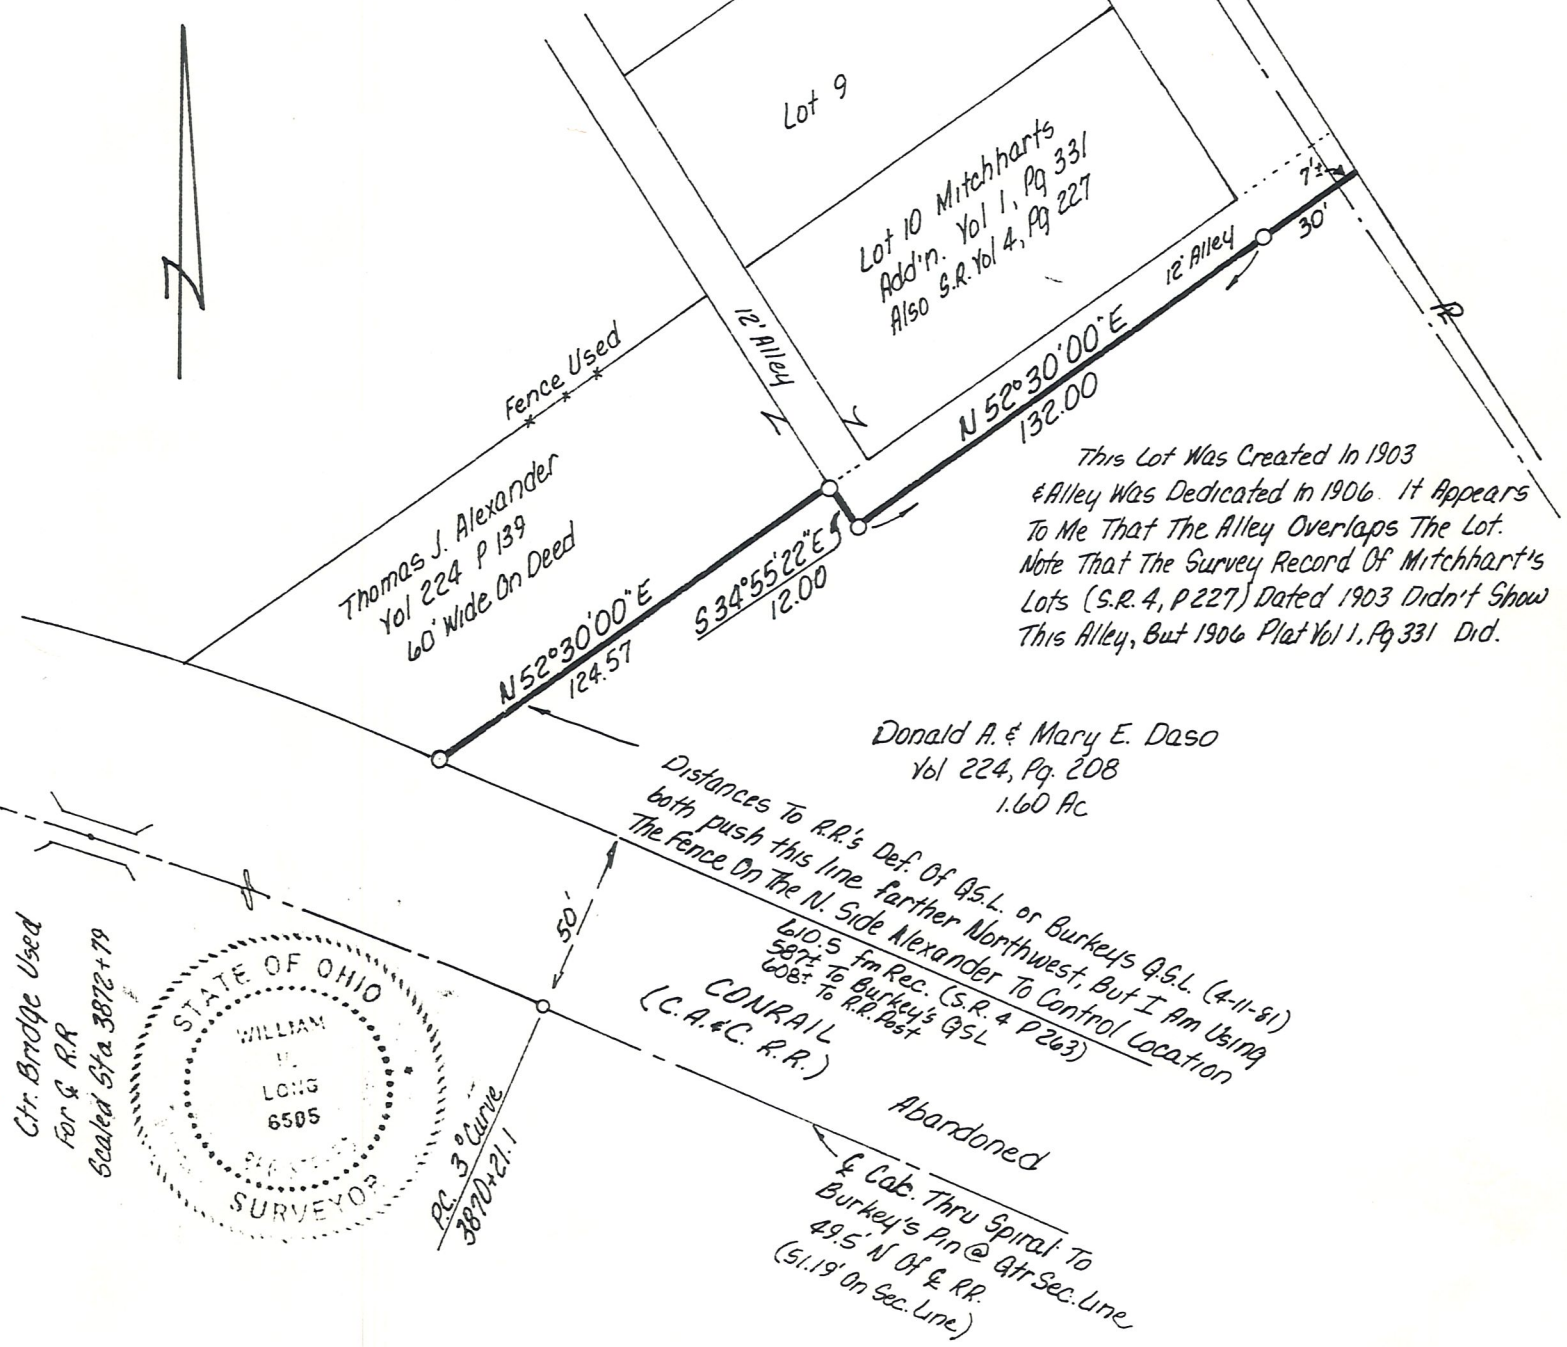 N
Lot 9
Lot 10 Mitchharts
Add'n. Vol 1, Pg 331
Also S.R. Vol 4, Pg 227
7'±
30'
12' Alley
12' Alley
Fence Used
N 52°30'00" E
132.00
Thomas J. Alexander
Vol 224 P 139
60' Wide On Deed
This Lot Was Created In 1903
& Alley Was Dedicated In 1906. It Appears
To Me That The Alley Overlaps The Lot.
Note That The Survey Record Of Mitchhart's
Lots (S.R. 4, P 227) Dated 1903 Didn't Show
This Alley, But 1906 Plat Vol 1, Pg 331 Did.
S 34°55'22" E
12.00
N 52°30'00" E
124.57
Donald A. & Mary E. Daso
Vol 224, Pg. 208
1.60 Ac
Distances To R.R.'s Def. Of Q.S.L. or Burkeys Q.S.L. (4-11-81)
both push this line farther Northwest, But I Am Using
The Fence On The N. Side Alexander To Control Location
610.5 fm Rec. (S.R. 4 P 263)
587± To Burkey's QSL
608± To R.R. Post
50'
CONRAIL
(C.A.&C. R.R.)
Abandoned
Ctr. Bridge Used
For ℄ R.R
Scaled Sta 3872+79
STATE OF OHIO
WILLIAM
LONG
6585
SURVEYOR
P.C. 3° Curve
3870+21.1
℄ Calc. Thru Spiral To
Burkey's Pin @ Qtr Sec. Line
49.5' N Of ℄ RR.
(51.19' On Sec. Line)